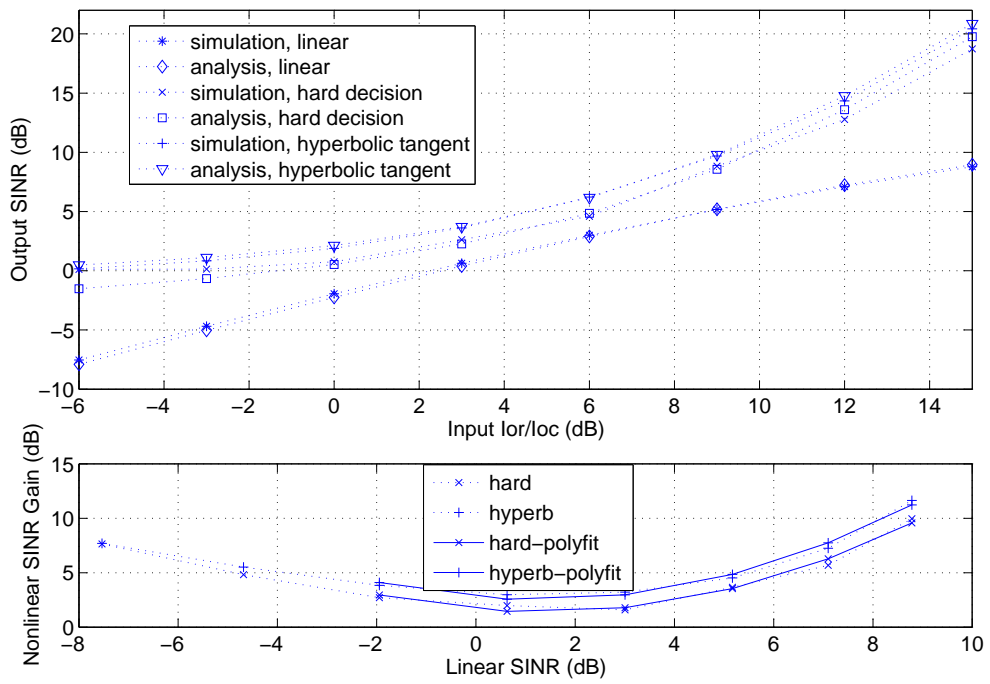 20
15
10
5
0
−5
−10
Output SINR (dB)
simulation, linear
analysis, linear
simulation, hard decision
analysis, hard decision
simulation, hyperbolic tangent
analysis, hyperbolic tangent
−6 −4 −2 0 2 4 6 8 10 12 14
Input Ior/Ioc (dB)
15
10
5
0
Nonlinear SINR Gain (dB)
hard
hyperb
hard−polyfit
hyperb−polyfit
−8 −6 −4 −2 0 2 4 6 8 10
Linear SINR (dB)